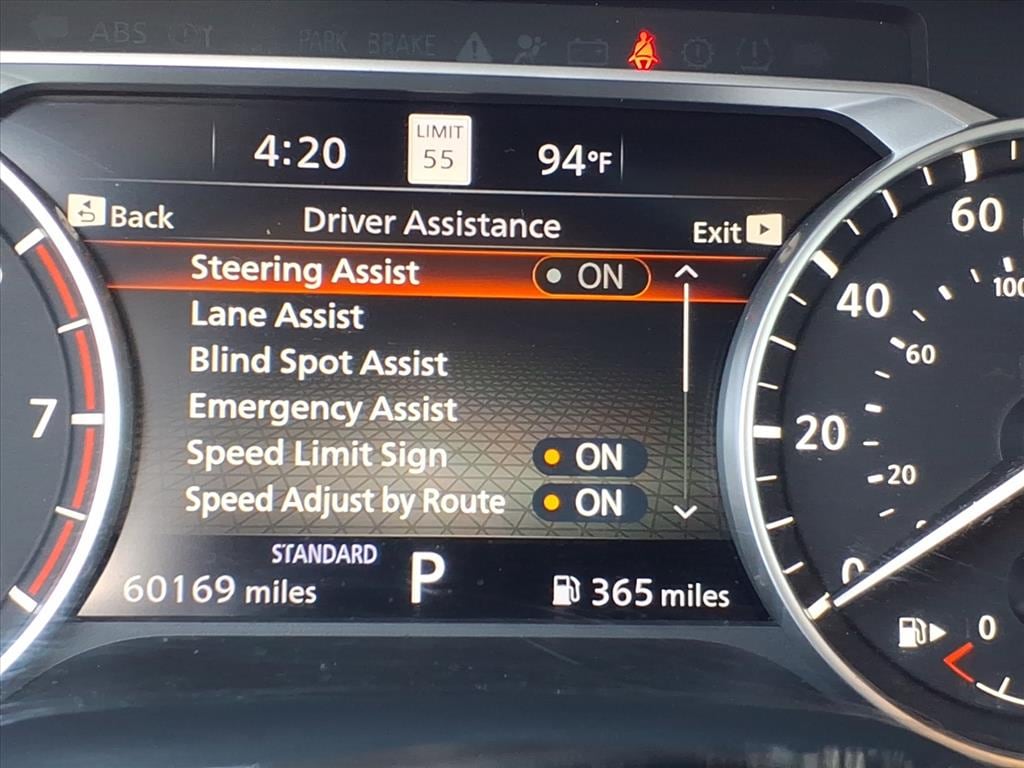 ABS
PARK BRAKE
4:20
LIMIT
55
94°F
Back
Driver Assistance
Exit
Steering Assist ON
Lane Assist
Blind Spot Assist
Emergency Assist
Speed Limit Sign ON
Speed Adjust by Route ON
STANDARD
60169 miles
P
365 miles
7
60
40
20
0
100
60
20
0